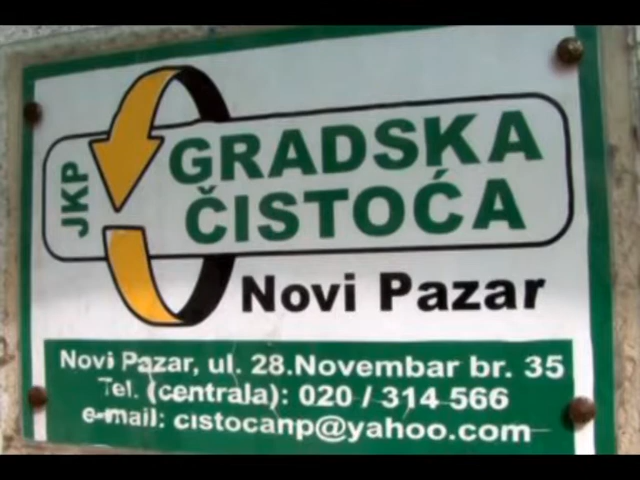 JKP
GRADSKA
ČISTOĆA
Novi Pazar
Novi Pazar, ul. 28.Novembar br. 35
Tel. (centrala): 020 / 314 566
e-mail: cistocanp@yahoo.com